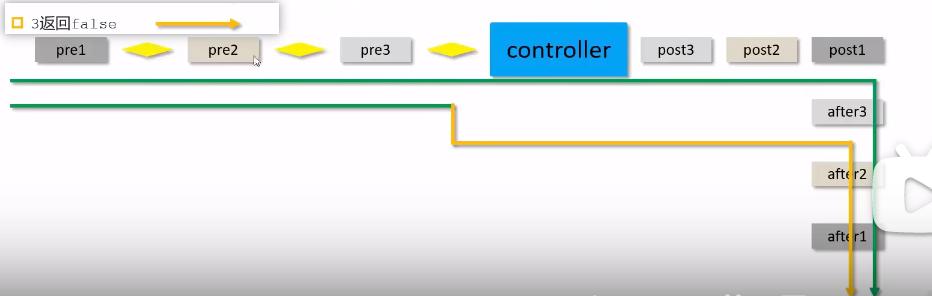 3返回false
pre1
pre2
pre3
controller
post3
post2
post1
after3
after2
after1